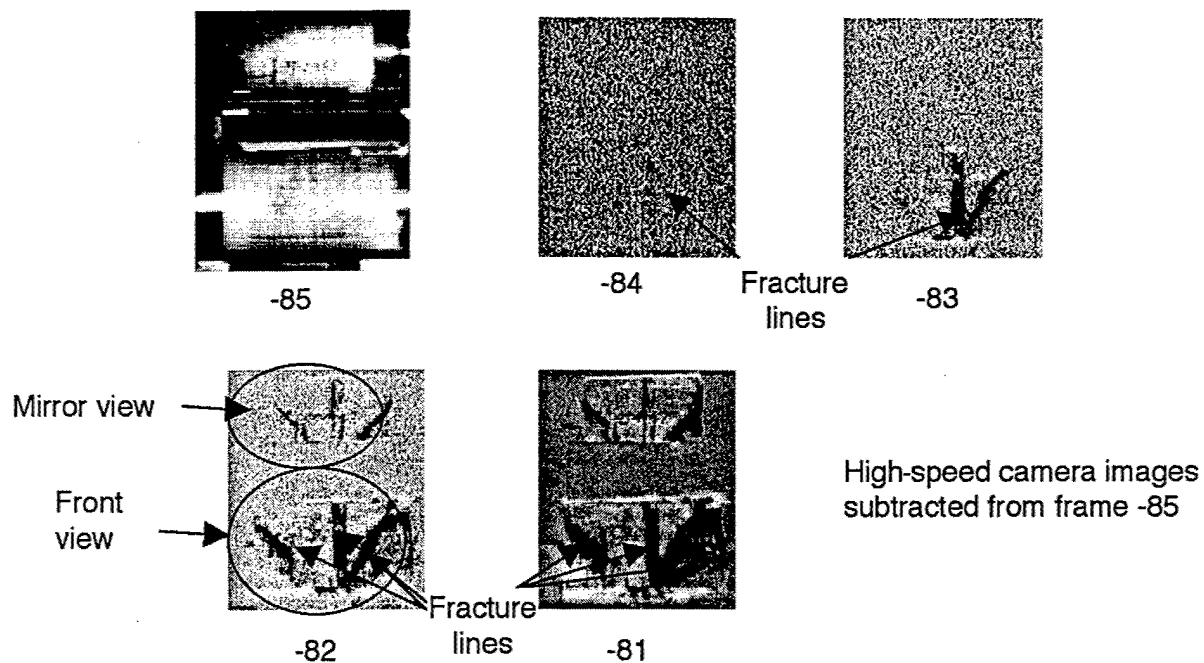 -85
-84
Fracture
lines
-83
Mirror view
Front
view
High-speed camera images
subtracted from frame -85
Fracture
lines
-82
-81